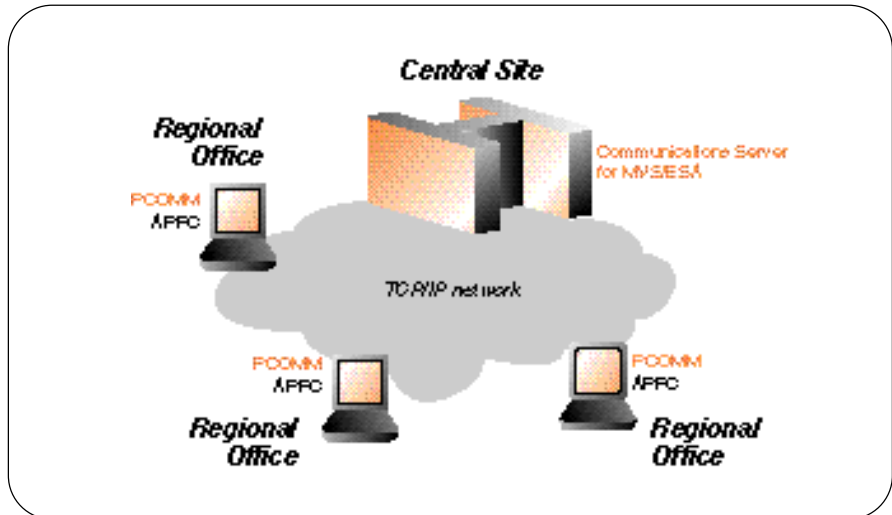 Central Site
Regional
Office
Communications Server
for MVS/ESA
PCOMM
APPC
TCP/IP network
PCOMM
APPC
Regional
Office
PCOMM
APPC
Regional
Office